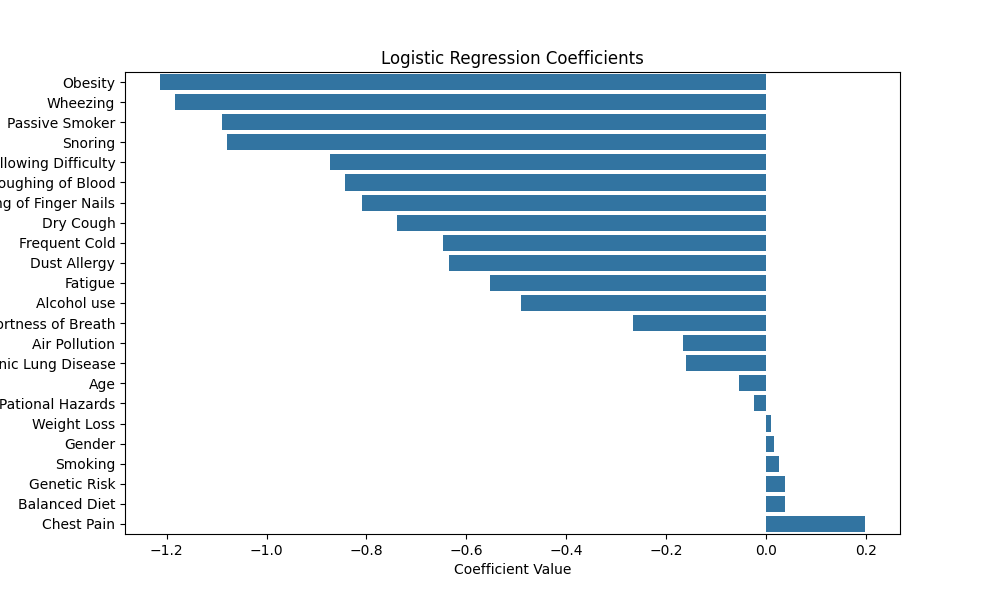 Logistic Regression Coefficients
Obesity
Wheezing
Passive Smoker
Snoring
llowing Difficulty
oughing of Blood
ng of Finger Nails
Dry Cough
Frequent Cold
Dust Allergy
Fatigue
Alcohol use
ortness of Breath
Air Pollution
nic Lung Disease
Age
Pational Hazards
Weight Loss
Gender
Smoking
Genetic Risk
Balanced Diet
Chest Pain
−1.2 −1.0 −0.8 −0.6 −0.4 −0.2 0.0 0.2
Coefficient Value